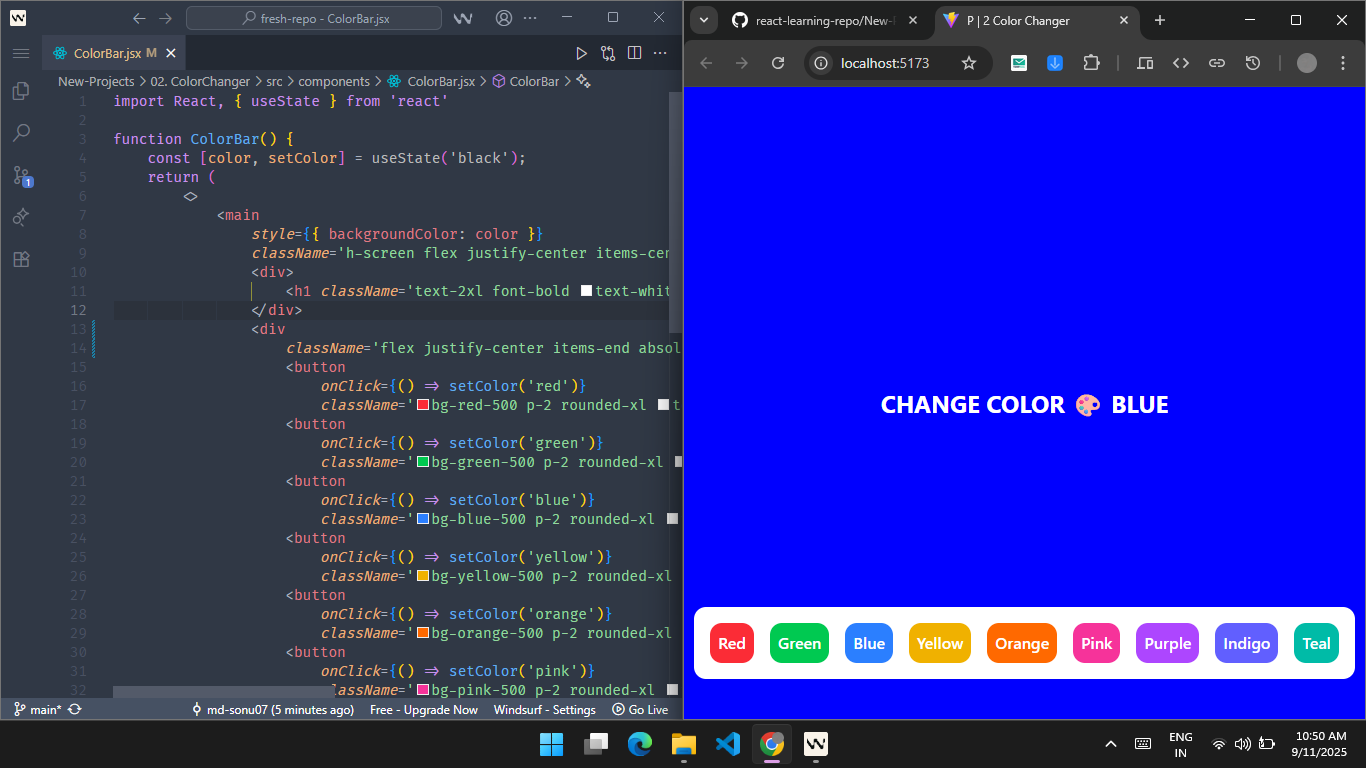 fresh-repo - ColorBar.jsx
ColorBar.jsx M
New-Projects > 02. ColorChanger > src > components > ColorBar.jsx > ColorBar >
1 import React, { useState } from 'react'
2
3 function ColorBar() {
4 const [color, setColor] = useState('black');
5 return (
6 <>
7 <main
8 style={{ backgroundColor: color }}
9 className='h-screen flex justify-center items-cen
10 <div>
11 <h1 className='text-2xl font-bold text-whit
12 </div>
13 <div
14 className='flex justify-center items-end absol
15 <button
16 onClick={() => setColor('red')}
17 className='bg-red-500 p-2 rounded-xl t
18 <button
19 onClick={() => setColor('green')}
20 className='bg-green-500 p-2 rounded-xl
21 <button
22 onClick={() => setColor('blue')}
23 className='bg-blue-500 p-2 rounded-xl
24 <button
25 onClick={() => setColor('yellow')}
26 className='bg-yellow-500 p-2 rounded-xl
27 <button
28 onClick={() => setColor('orange')}
29 className='bg-orange-500 p-2 rounded-xl
30 <button
31 onClick={() => setColor('pink')}
32 className='bg-pink-500 p-2 rounded-xl
1
main* md-sonu07 (5 minutes ago) Free - Upgrade Now Windsurf - Settings Go Live
react-learning-repo/New-
P | 2 Color Changer
localhost:5173
CHANGE COLOR 🎨 BLUE
Red Green Blue Yellow Orange Pink Purple Indigo Teal
ENG
IN
10:50 AM
9/11/2025